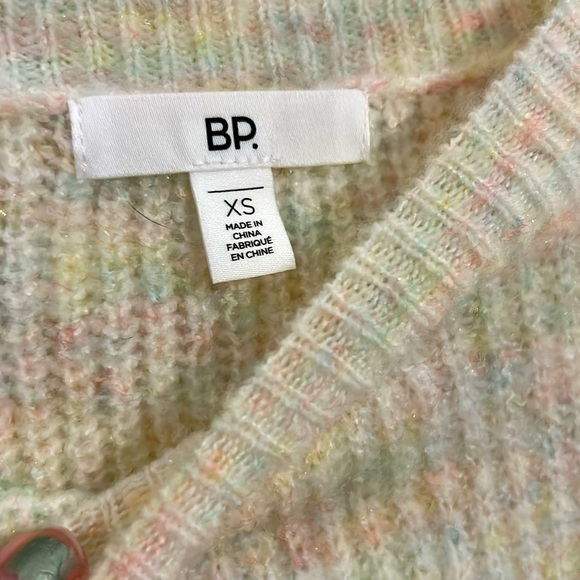 BP.
XS
MADE IN
CHINA
FABRIQUÉ
EN CHINE